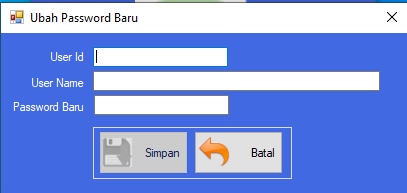 Ubah Password Baru
User Id
User Name
Password Baru
Simpan Batal